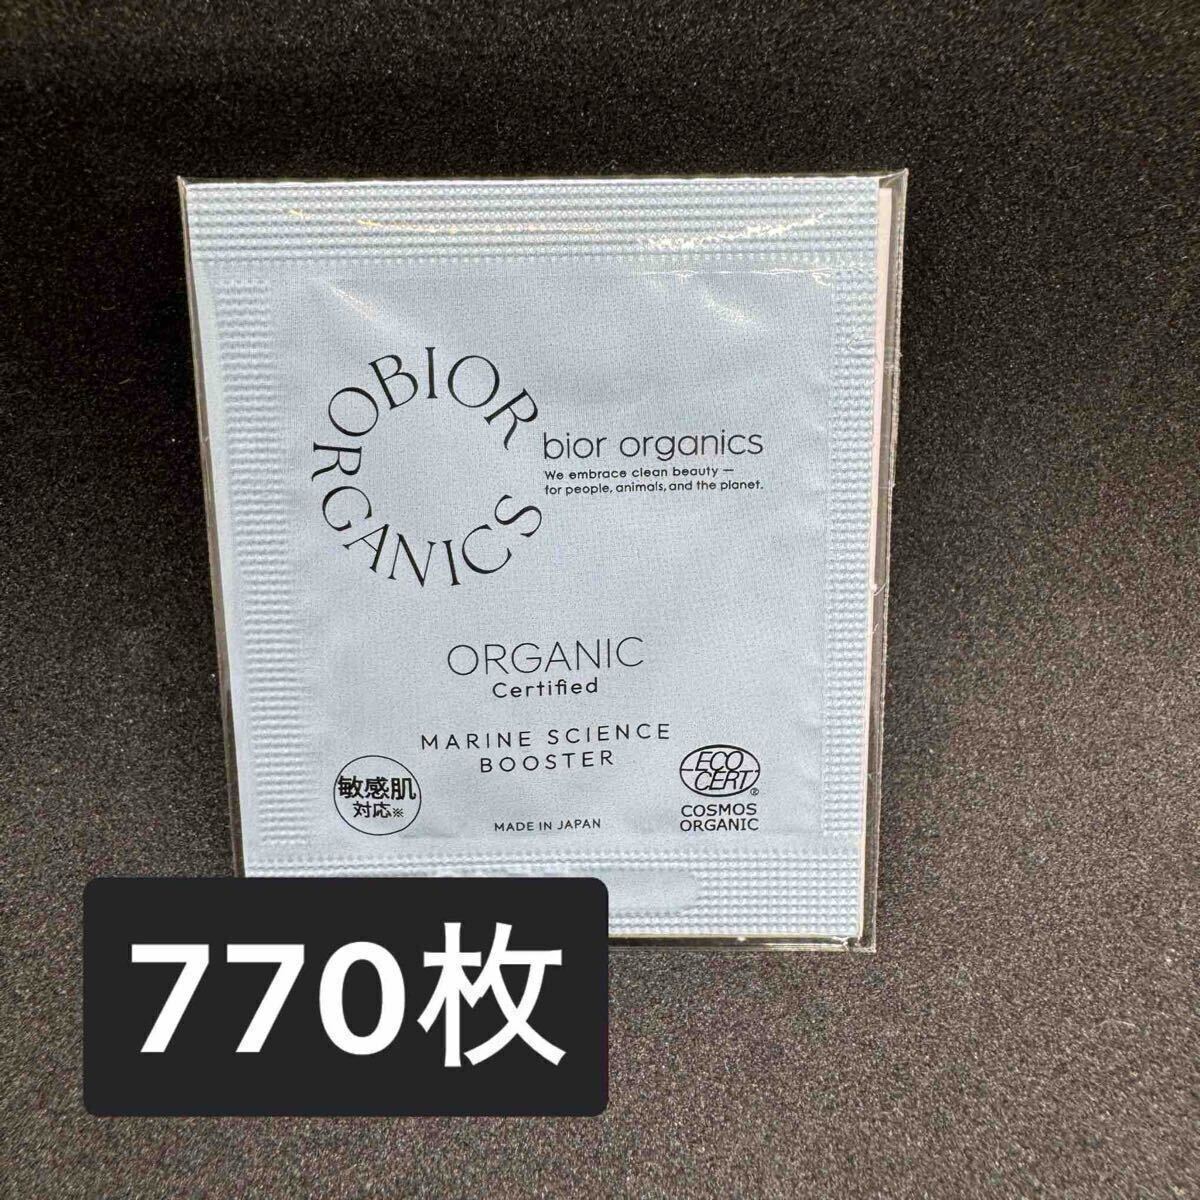 BIOR ORGANICS
bior organics
We embrace clean beauty —
for people, animals, and the planet.
ORGANIC
Certified
MARINE SCIENCE
BOOSTER
敏感肌
対応※
ECO
CERT®
COSMOS
ORGANIC
MADE IN JAPAN
770枚